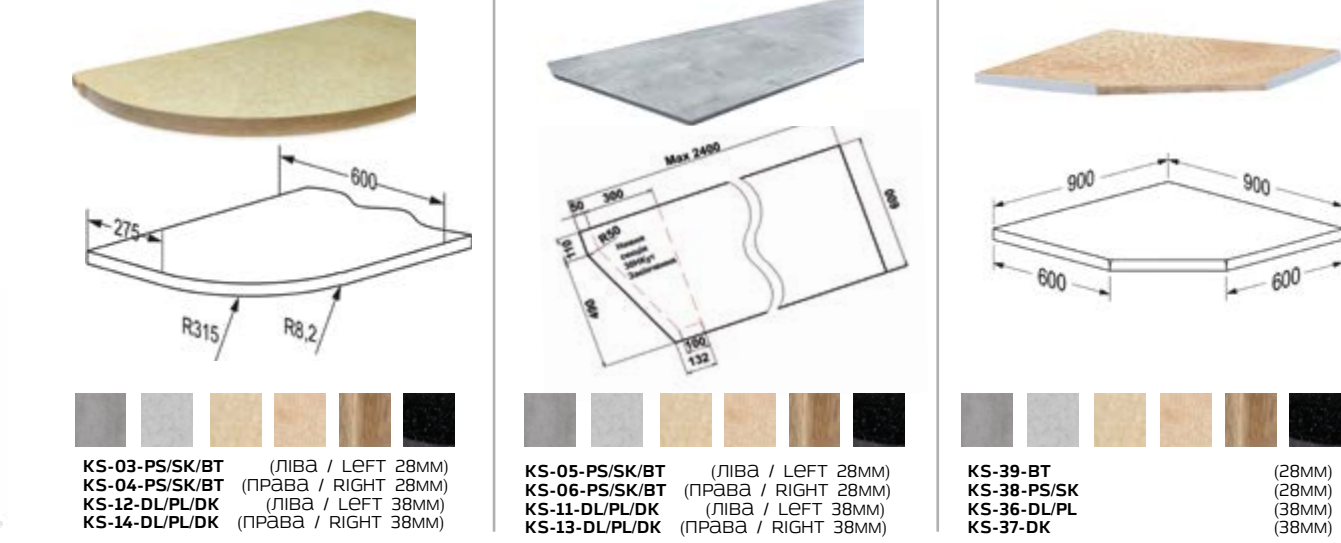 600
275
R315
R8,2
Max 2400
300
50
600
R50
110
Нижня
секція
30НКут
Закінчення
490
100
132
900
900
600
600
KS-03-PS/SK/BT (ЛІВА / LEFT 28ММ)
KS-04-PS/SK/BT (ПРАВА / RIGHT 28ММ)
KS-12-DL/PL/DK (ЛІВА / LEFT 38ММ)
KS-14-DL/PL/DK (ПРАВА / RIGHT 38ММ)
KS-05-PS/SK/BT (ЛІВА / LEFT 28ММ)
KS-06-PS/SK/BT (ПРАВА / RIGHT 28ММ)
KS-11-DL/PL/DK (ЛІВА / LEFT 38ММ)
KS-13-DL/PL/DK (ПРАВА / RIGHT 38ММ)
KS-39-BT (28ММ)
KS-38-PS/SK (28ММ)
KS-36-DL/PL (38ММ)
KS-37-DK (38ММ)